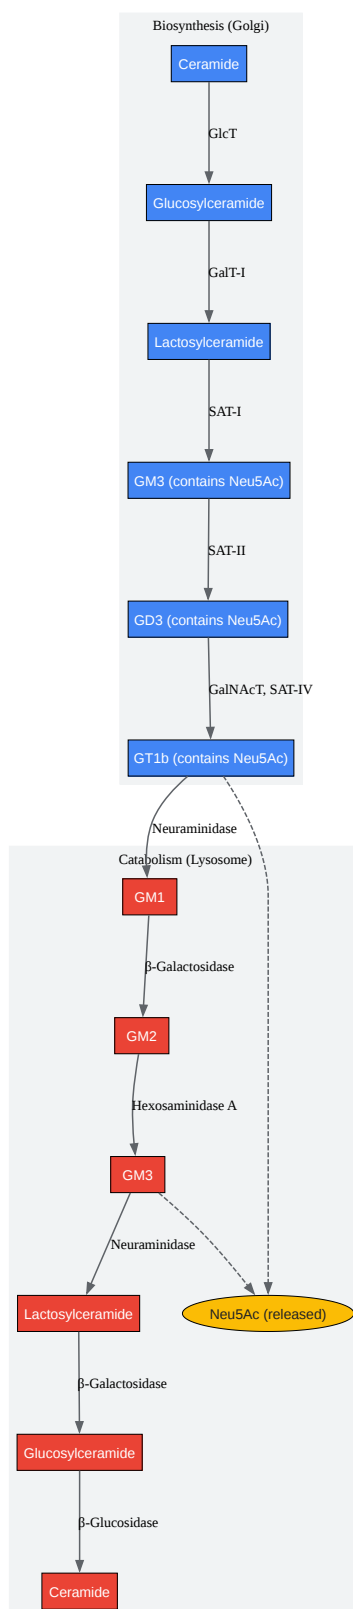 Biosynthesis (Golgi)
Ceramide
GlcT
Glucosylceramide
GalT-I
Lactosylceramide
SAT-I
GM3 (contains Neu5Ac)
SAT-II
GD3 (contains Neu5Ac)
GalNAcT, SAT-IV
GT1b (contains Neu5Ac)
Neuraminidase
Catabolism (Lysosome)
GM1
β-Galactosidase
GM2
Hexosaminidase A
GM3
Neuraminidase
Lactosylceramide
Neu5Ac (released)
β-Galactosidase
Glucosylceramide
β-Glucosidase
Ceramide